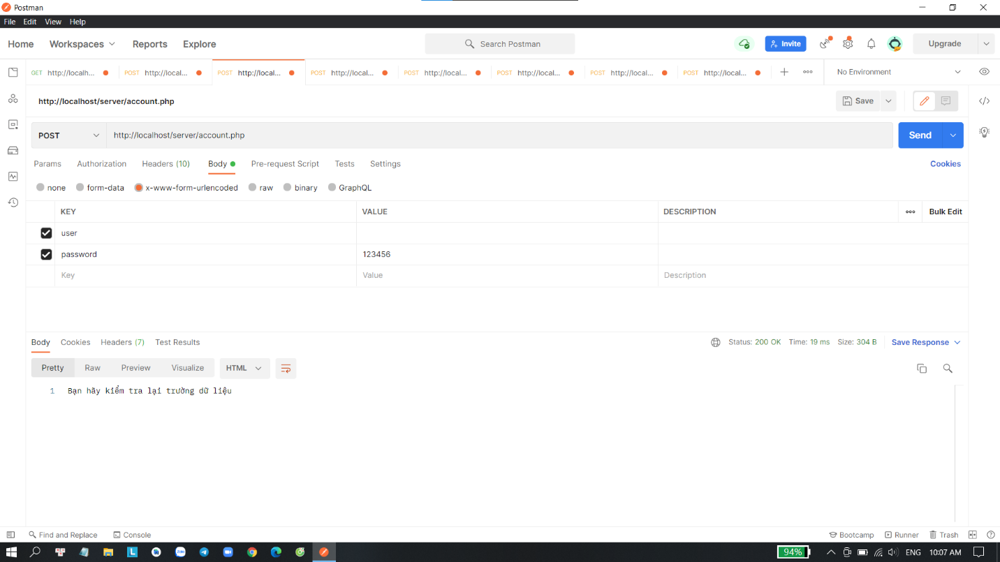 Postman
File Edit View Help
Home Workspaces Reports Explore Search Postman Invite Upgrade
GET http://localh... POST http://local... POST http://local... POST http://local... POST http://local... POST http://local... POST http://local... POST http://local... No Environment
http://localhost/server/account.php Save
POST http://localhost/server/account.php Send
Params Authorization Headers (10) Body Pre-request Script Tests Settings Cookies
none form-data x-www-form-urlencoded raw binary GraphQL
KEY VALUE DESCRIPTION Bulk Edit
user
password 123456
Key Value Description
Body Cookies Headers (7) Test Results Status: 200 OK Time: 19 ms Size: 304 B Save Response
Pretty Raw Preview Visualize HTML
1 Bạn hãy kiểm tra lại trường dữ liệu
Find and Replace Console Bootcamp Runner Trash
L Zalo 94% ENG 10:07 AM